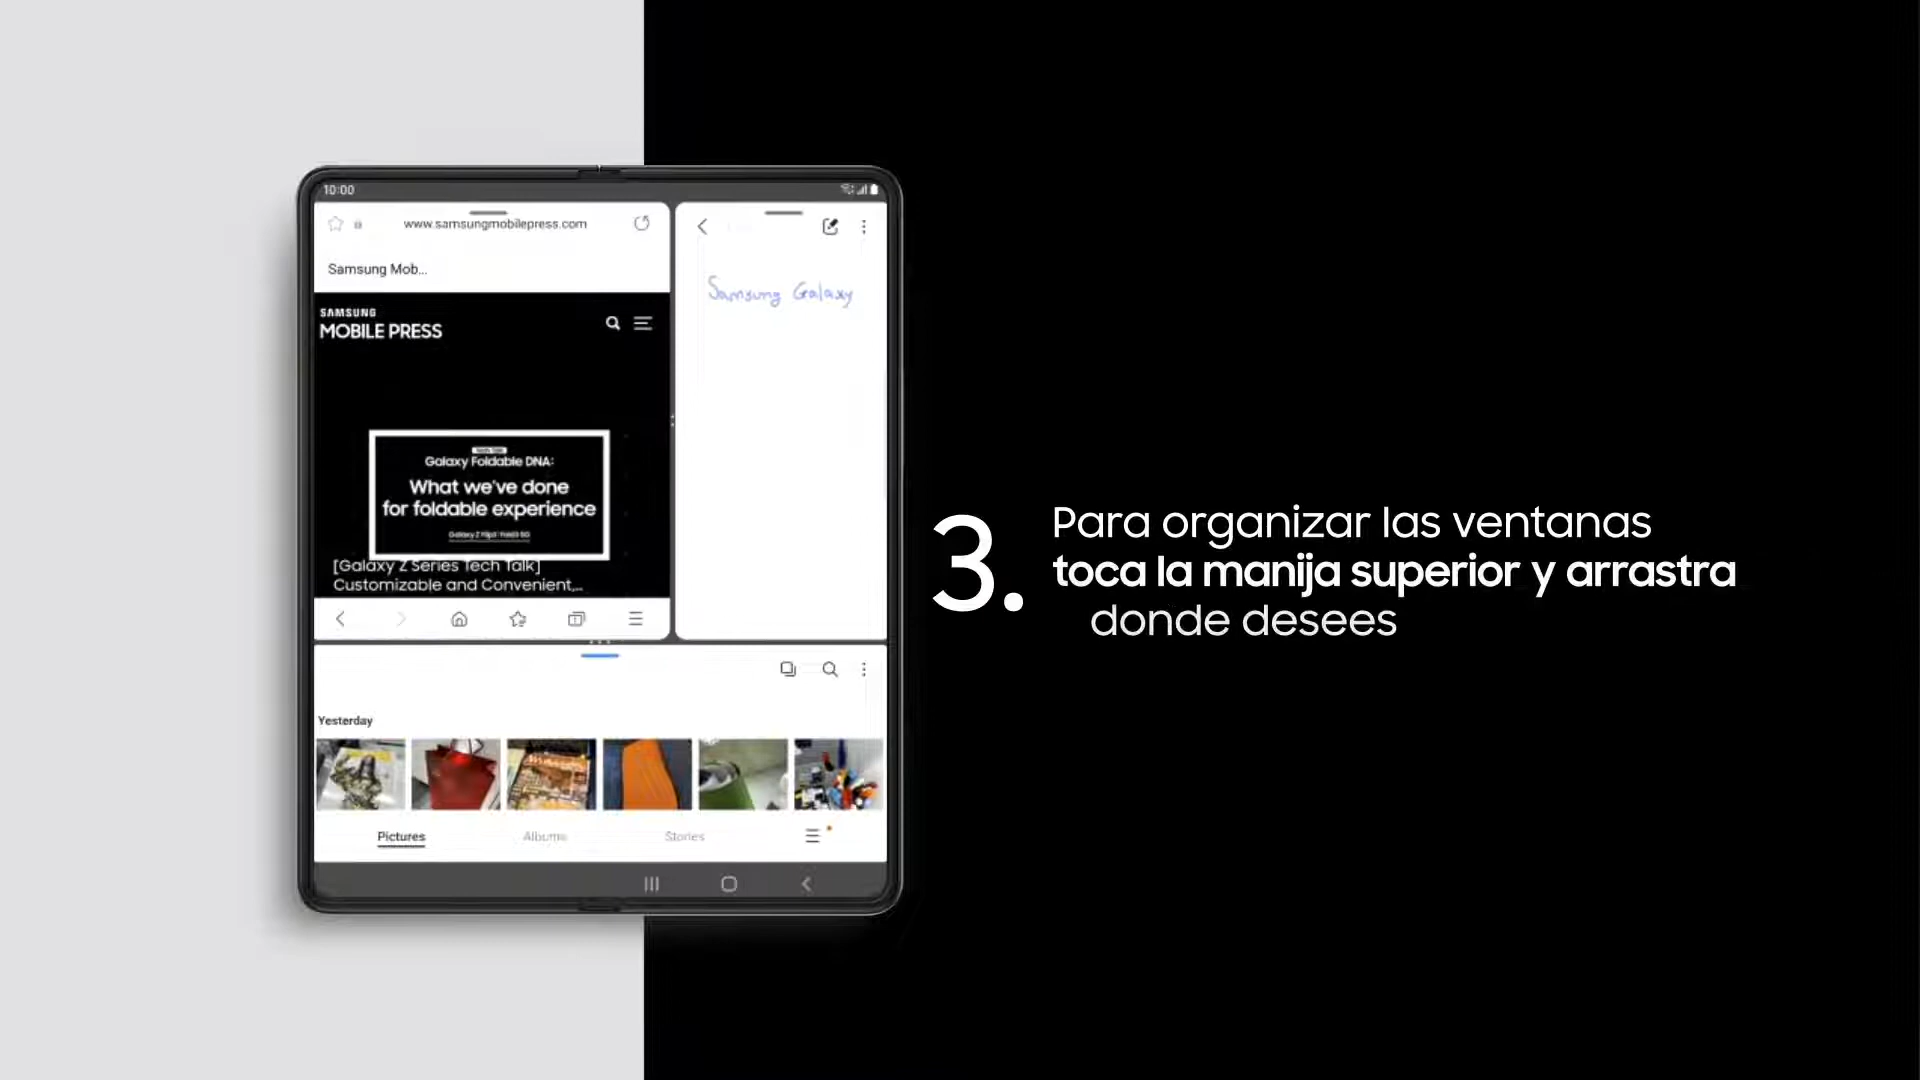 10:00
www.samsungmobilepress.com
Samsung Mob...
SAMSUNG
MOBILE PRESS
Tech Talk
Galaxy Foldable DNA:
What we've done
for foldable experience
[Galaxy Z Series Tech Talk]
Customizable and Convenient,...
Samsung Galaxy
Yesterday
Pictures
Albums
Stories
3.
Para organizar las ventanas
toca la manija superior y arrastra
donde desees